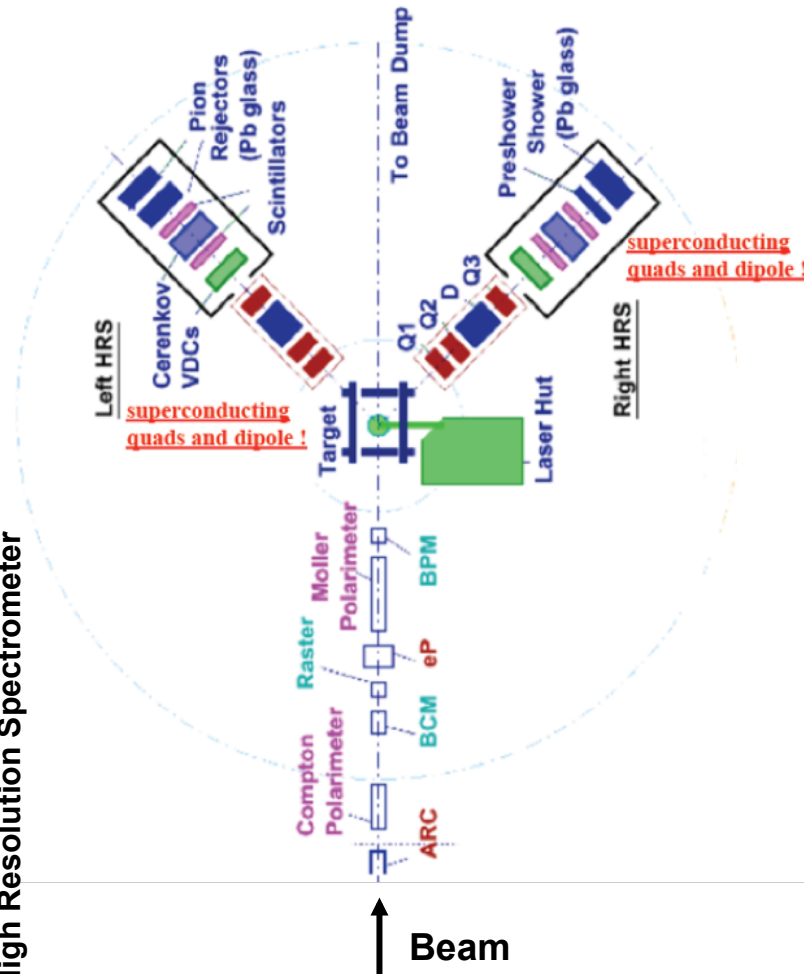 To Beam Dump
Pion
Rejectors
(Pb glass)
Scintillators
Cerenkov
VDCs
Left HRS
superconducting
quads and dipole !
Preshower
Shower
(Pb glass)
superconducting
quads and dipole !
Q1
Q2
D
Q3
Right HRS
Target
Laser Hut
Moller
Polarimeter
BPM
Raster
eP
BCM
Compton
Polarimeter
ARC
High Resolution Spectrometer
Beam